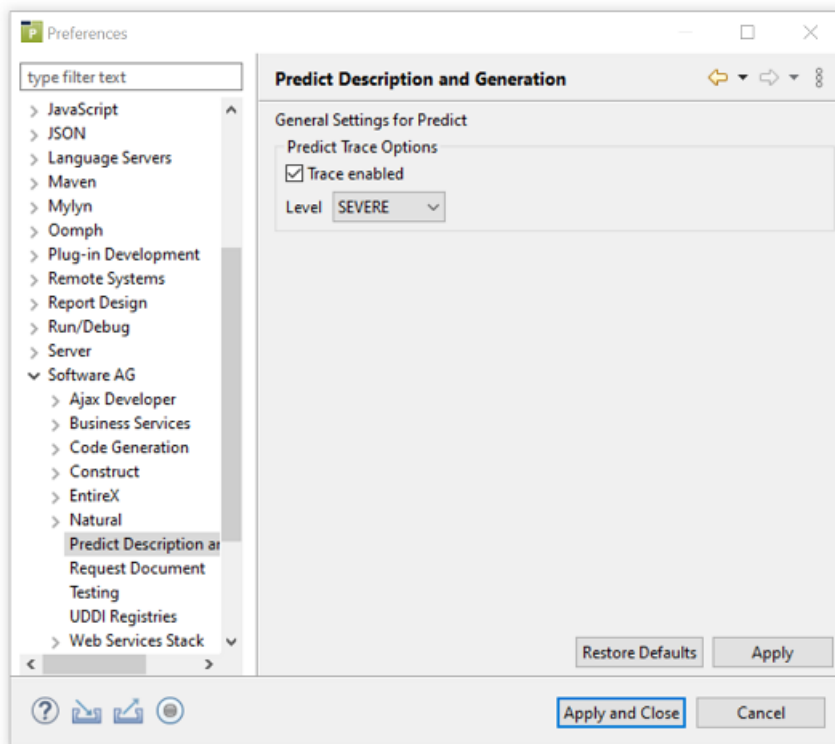 Preferences
type filter text
JavaScript
JSON
Language Servers
Maven
Mylyn
Oomph
Plug-in Development
Remote Systems
Report Design
Run/Debug
Server
Software AG
Ajax Developer
Business Services
Code Generation
Construct
EntireX
Natural
Predict Description ar
Request Document
Testing
UDDI Registries
Web Services Stack
Predict Description and Generation
General Settings for Predict
Predict Trace Options
Trace enabled
Level SEVERE
Restore Defaults Apply
Apply and Close Cancel